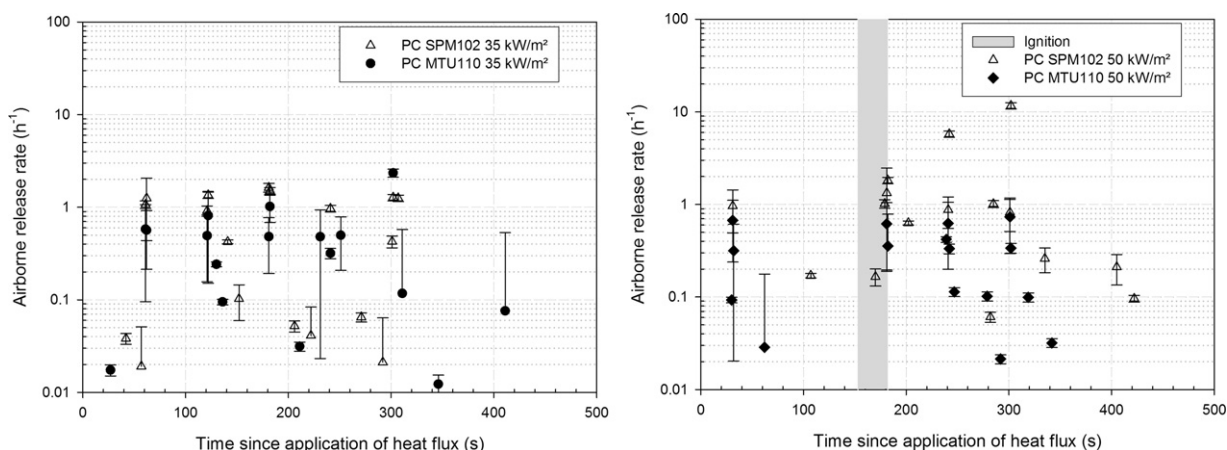 100
10
1
0.1
0.01
Airborne release rate (h⁻¹)
PC SPM102 35 kW/m²
PC MTU110 35 kW/m²
0 100 200 300 400 500
Time since application of heat flux (s)
100
10
1
0.1
0.01
Airborne release rate (h⁻¹)
Ignition
PC SPM102 50 kW/m²
PC MTU110 50 kW/m²
0 100 200 300 400 500
Time since application of heat flux (s)